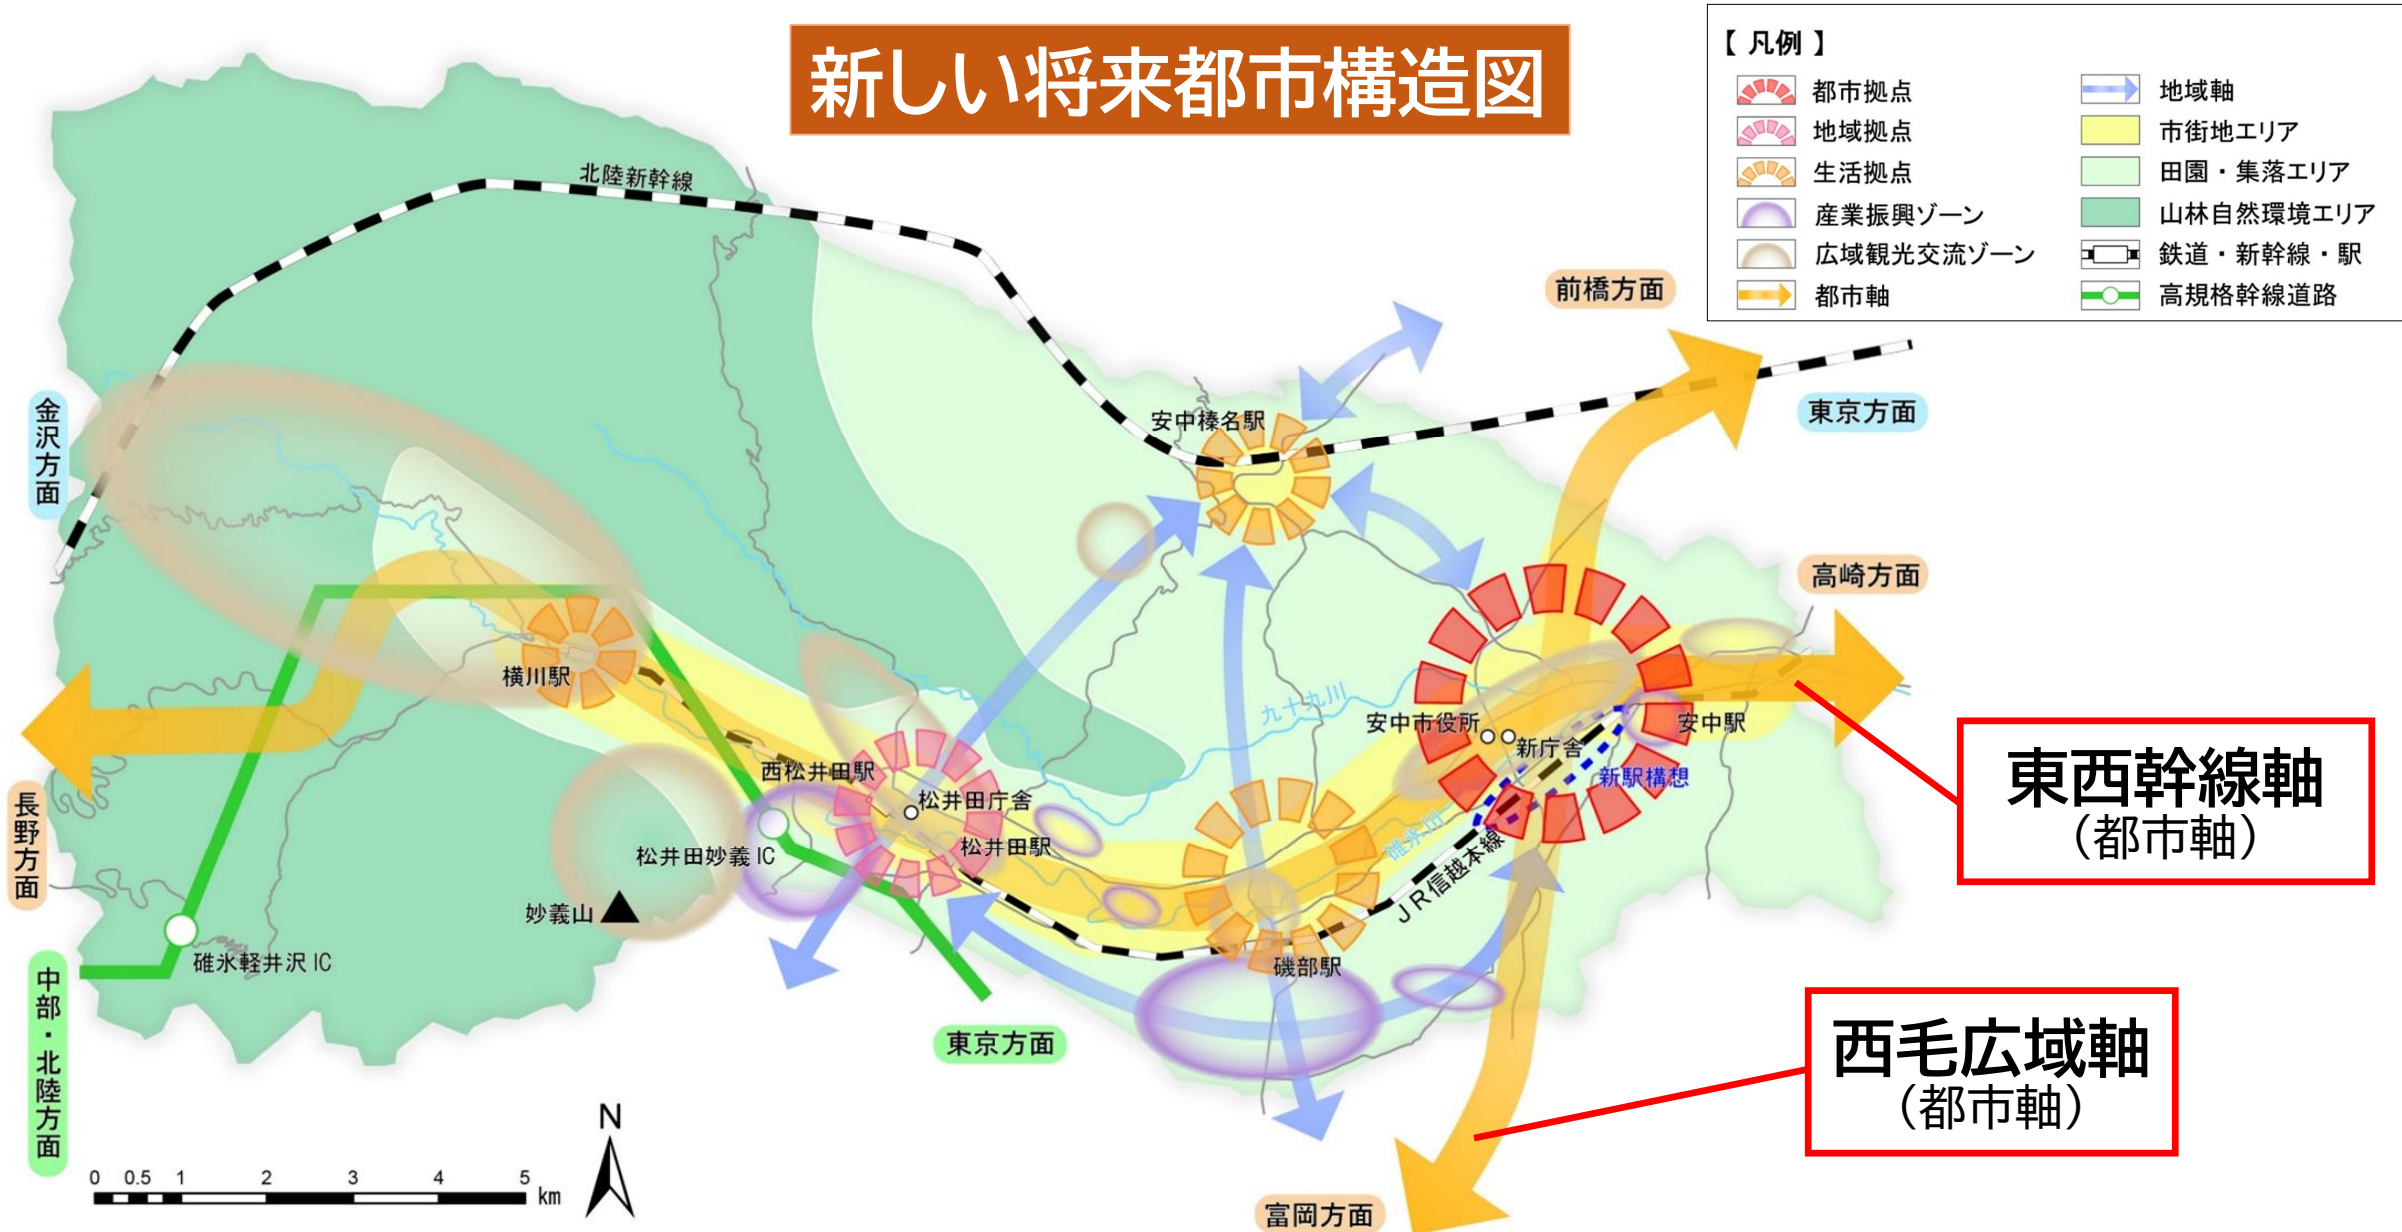 新しい将来都市構造図
【 凡例 】
都市拠点
地域拠点
生活拠点
産業振興ゾーン
広域観光交流ゾーン
都市軸
地域軸
市街地エリア
田園・集落エリア
山林自然環境エリア
鉄道・新幹線・駅
高規格幹線道路
北陸新幹線
前橋方面
東京方面
金沢方面
安中榛名駅
高崎方面
横川駅
九十九川
安中市役所
新庁舎
安中駅
新駅構想
西松井田駅
松井田庁舎
松井田駅
松井田妙義 IC
碓氷川
JR信越本線
長野方面
妙義山
碓氷軽井沢 IC
磯部駅
中部・北陸方面
東京方面
富岡方面
東西幹線軸
（都市軸）
西毛広域軸
（都市軸）
N
0 0.5 1 2 3 4 5 km